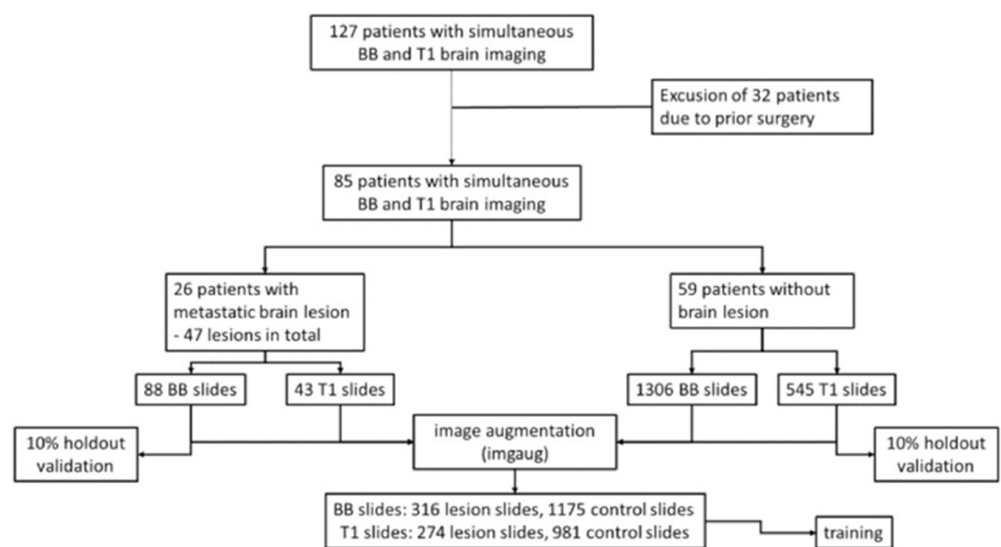 127 patients with simultaneous
BB and T1 brain imaging
Excusion of 32 patients
due to prior surgery
85 patients with simultaneous
BB and T1 brain imaging
26 patients with
metastatic brain lesion
- 47 lesions in total
59 patients without
brain lesion
88 BB slides
43 T1 slides
1306 BB slides
545 T1 slides
10% holdout
validation
image augmentation
(imgaug)
10% holdout
validation
BB slides: 316 lesion slides, 1175 control slides
T1 slides: 274 lesion slides, 981 control slides
training